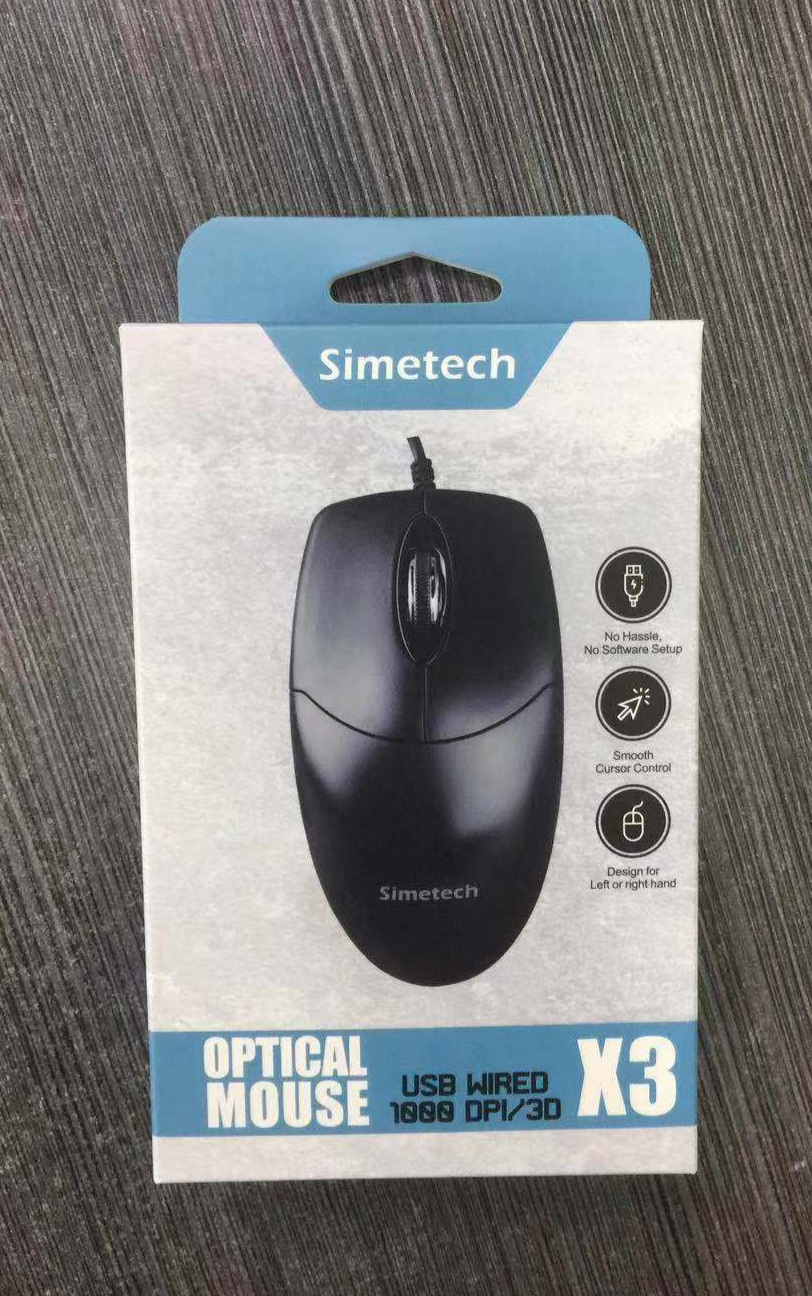 Simetech
No Hassle,
No Software Setup
Smooth
Cursor Control
Design for
Left or right hand
Simetech
OPTICAL
MOUSE
USB WIRED
1000 DPI/3D
X3